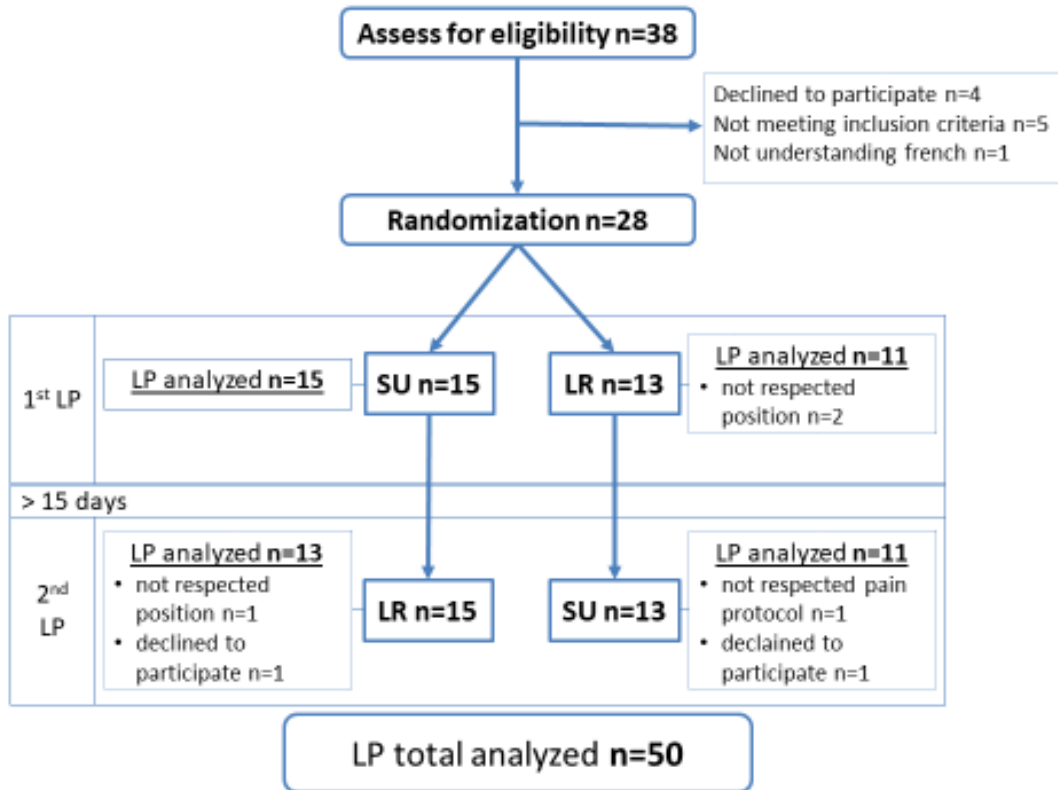 Assess for eligibility n=38
Declined to participate n=4
Not meeting inclusion criteria n=5
Not understanding french n=1
Randomization n=28
1st LP
LP analyzed n=15
SU n=15
LR n=13
LP analyzed n=11
• not respected
position n=2
> 15 days
2nd
LP
LP analyzed n=13
• not respected
position n=1
• declined to
participate n=1
LR n=15
SU n=13
LP analyzed n=11
• not respected pain
protocol n=1
• declained to
participate n=1
LP total analyzed n=50